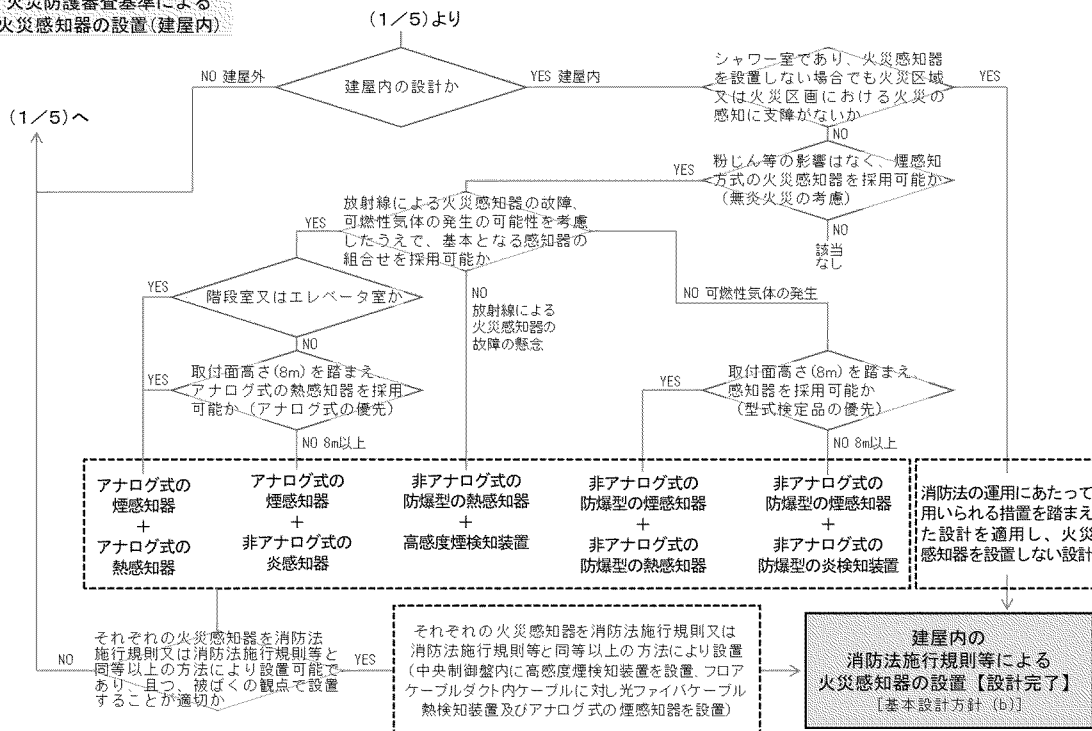 火災防護審査基準による
火災感知器の設置(建屋内)
(1/5)より
建屋内の設計か
NO 建屋外
YES 建屋内
(1/5)へ
シャワー室であり、火災感知器
を設置しない場合でも火災区域
又は火災区画における火災の
感知に支障がないか
YES
NO
粉じん等の影響はなく、煙感知
方式の火災感知器を採用可能か
(無炎火災の考慮)
YES
NO
該当
なし
放射線による火災感知器の故障、
可燃性気体の発生の可能性を考慮
したうえで、基本となる感知器の
組合せを採用可能か
YES
NO
放射線による
火災感知器の
故障の懸念
NO 可燃性気体の発生
階段室又はエレベータ室か
YES
NO
取付面高さ(8m)を踏まえ
アナログ式の熱感知器を採用
可能か(アナログ式の優先)
YES
NO 8m以上
取付面高さ(8m)を踏まえ
感知器を採用可能か
(型式検定品の優先)
YES
NO 8m以上
アナログ式の
煙感知器
+
アナログ式の
熱感知器
アナログ式の
煙感知器
+
非アナログ式の
炎感知器
非アナログ式の
防爆型の熱感知器
+
高感度煙検知装置
非アナログ式の
防爆型の煙感知器
+
非アナログ式の
防爆型の熱感知器
非アナログ式の
防爆型の煙感知器
+
非アナログ式の
防爆型の炎検知装置
消防法の運用にあたって
用いられる措置を踏まえ
た設計を適用し、火災
感知器を設置しない設計
それぞれの火災感知器を消防法
施行規則又は消防法施行規則等と
同等以上の方法により設置可能で
あり、且つ、被ばくの観点で設置
することが適切か
NO
YES
それぞれの火災感知器を消防法施行規則又は
消防法施行規則等と同等以上の方法により設置
(中央制御盤内に高感度煙検知装置を設置、フロア
ケーブルダクト内ケーブルに対し光ファイバケーブル
熱検知装置及びアナログ式の煙感知器を設置)
建屋内の
消防法施行規則等による
火災感知器の設置【設計完了】
[基本設計方針 (b)]